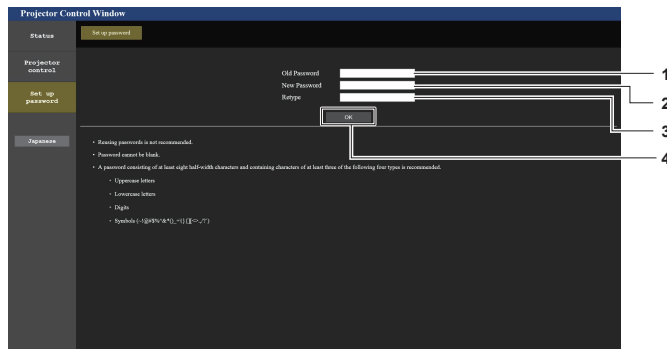 Projector Control Window
Status
Set up password
Projector
control
Set up
password
Japanese
Old Password
New Password
Retype
OK
1
2
3
4
• Reusing passwords is not recommended.
• Password cannot be blank.
• A password consisting of at least eight half-width characters and containing characters of at least three of the following four types is recommended.
• Uppercase letters
• Lowercase letters
• Digits
• Symbols